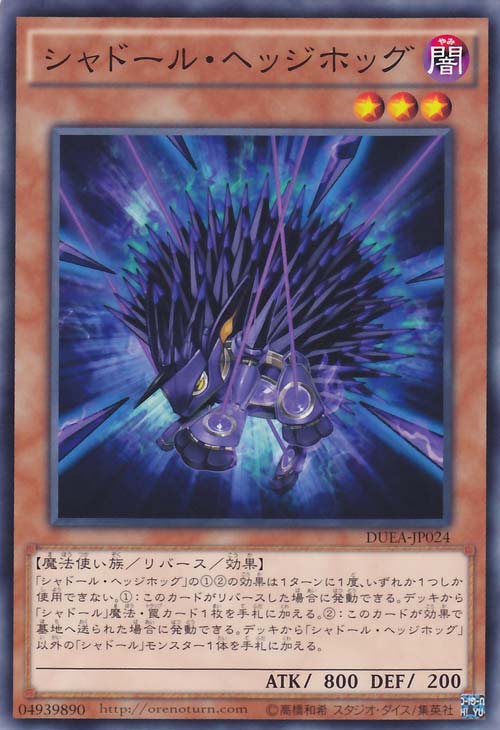 シャドール・ヘッジホッグ
闇
DUEA-JP024
【魔法使い族／リバース／効果】
「シャドール・ヘッジホッグ」の①②の効果は1ターンに1度、いずれか1つしか
使用できない。①：このカードがリバースした場合に発動できる。デッキから
「シャドール」魔法・罠カード1枚を手札に加える。②：このカードが効果で
墓地へ送られた場合に発動できる。デッキから「シャドール・ヘッジホッグ」
以外の「シャドール」モンスター1体を手札に加える。
ATK/ 800 DEF/ 200
04939890 http://orenoturn.com ©高橋和希 スタジオ・ダイス/集英社